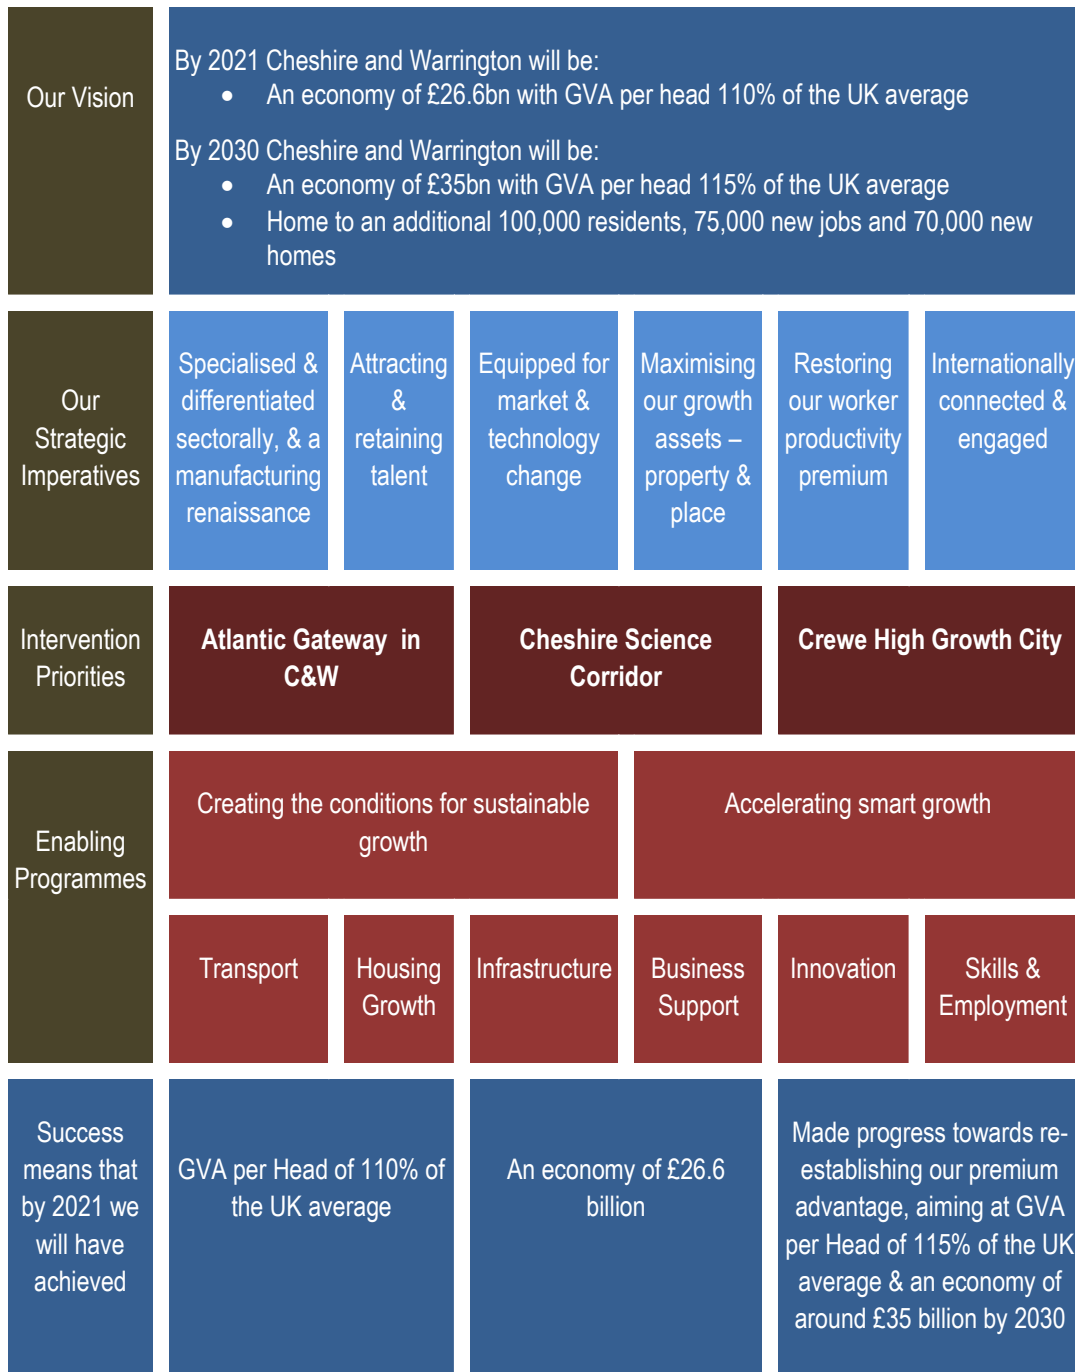 Our Vision
By 2021 Cheshire and Warrington will be:
• An economy of £26.6bn with GVA per head 110% of the UK average
By 2030 Cheshire and Warrington will be:
• An economy of £35bn with GVA per head 115% of the UK average
• Home to an additional 100,000 residents, 75,000 new jobs and 70,000 new
homes
Our
Strategic
Imperatives
Specialised &
differentiated
sectorally, & a
manufacturing
renaissance
Attracting
&
retaining
talent
Equipped for
market &
technology
change
Maximising
our growth
assets –
property &
place
Restoring
our worker
productivity
premium
Internationally
connected &
engaged
Intervention
Priorities
Atlantic Gateway in
C&W
Cheshire Science
Corridor
Crewe High Growth City
Enabling
Programmes
Creating the conditions for sustainable
growth
Accelerating smart growth
Transport
Housing
Growth
Infrastructure
Business
Support
Innovation
Skills &
Employment
Success
means that
by 2021 we
will have
achieved
GVA per Head of 110% of
the UK average
An economy of £26.6
billion
Made progress towards re-
establishing our premium
advantage, aiming at GVA
per Head of 115% of the UK
average & an economy of
around £35 billion by 2030